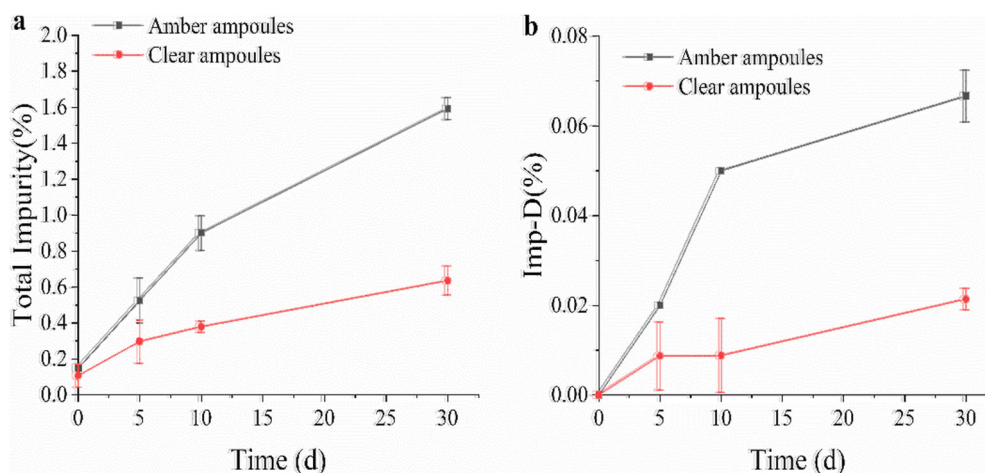 a
Amber ampoules
Clear ampoules
Total Impurity(%)
2.0
1.8
1.6
1.4
1.2
1.0
0.8
0.6
0.4
0.2
0.0
0 5 10 15 20 25 30
Time (d)
b
Amber ampoules
Clear ampoules
Imp-D(%)
0.08
0.06
0.04
0.02
0.00
0 5 10 15 20 25 30
Time (d)